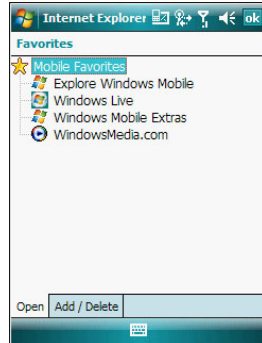 Internet Explorer ok
Favorites
Mobile Favorites
Explore Windows Mobile
Windows Live
Windows Mobile Extras
WindowsMedia.com
Open Add / Delete